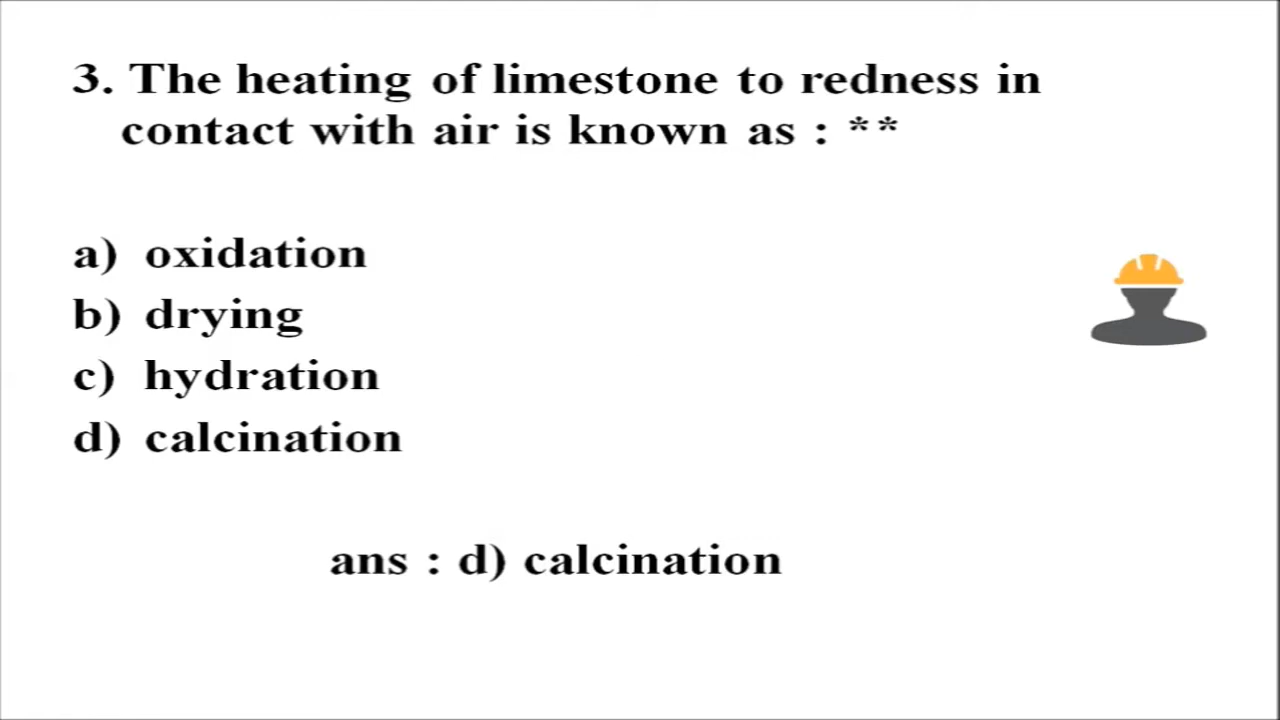 3. The heating of limestone to redness in
contact with air is known as : **
a) oxidation
b) drying
c) hydration
d) calcination
ans : d) calcination